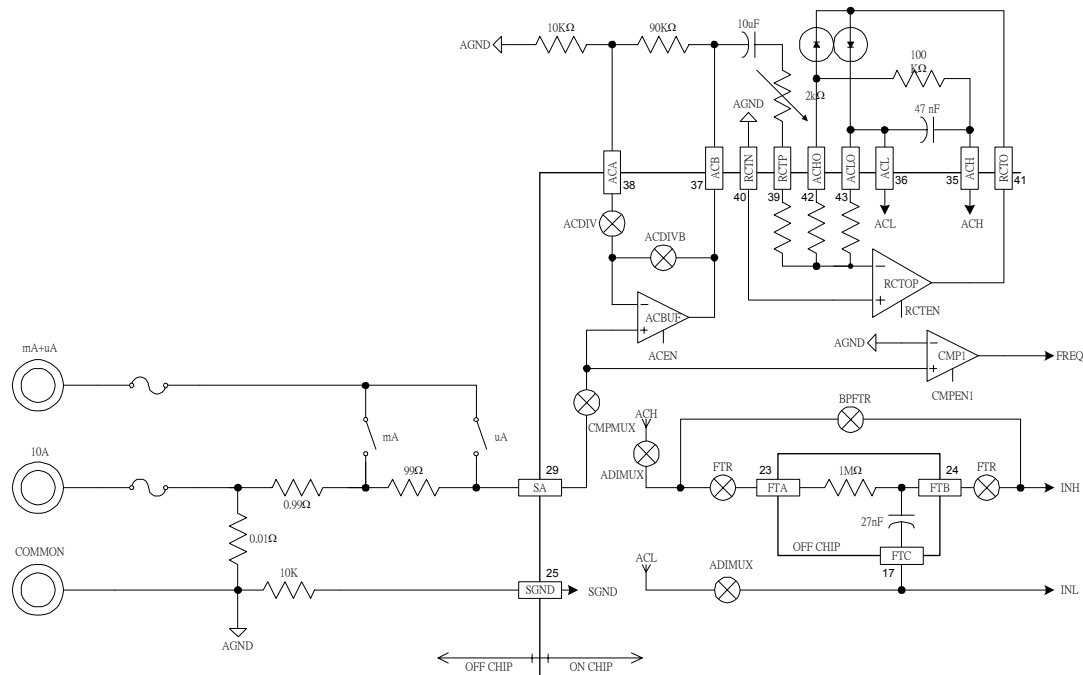 10KΩ
90KΩ
10uF
100
KΩ
AGND
2kΩ
AGND
47 nF
ACA
ACB
RCTN
RCTP
ACHO
ACLO
ACL
ACH
RCTO
38
37
40
39
42
43
36
35
41
ACDIV
ACDIVB
ACL
ACH
−
RCTOP
+
RCTEN
−
ACBUF
+
ACEN
AGND
−
CMP1
+
FREQ
CMPEN1
mA+uA
mA
uA
CMPMUX
ACH
BPFTR
10A
ADIMUX
FTR
23
1MΩ
24
FTR
29
SA
FTA
FTB
INH
0.99Ω
99Ω
27nF
0.01Ω
OFF CHIP
FTC
17
COMMON
10K
25
SGND
SGND
ACL
ADIMUX
INL
AGND
OFF CHIP
ON CHIP